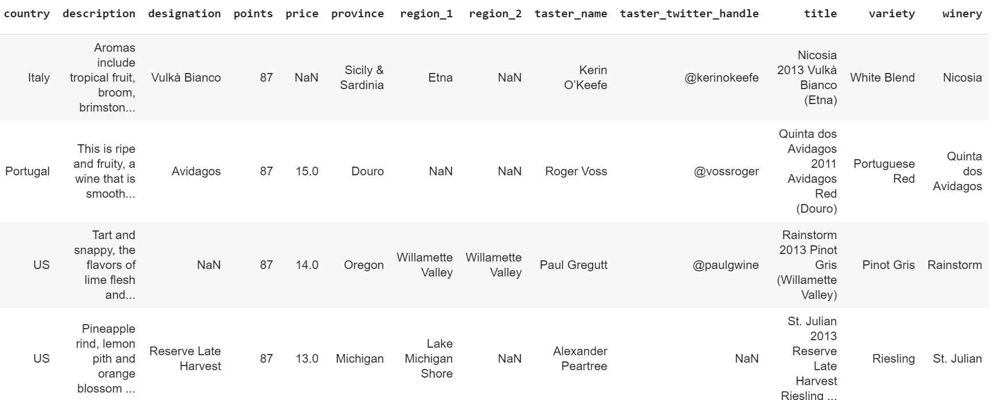 country description designation points price province region_1 region_2 taster_name taster_twitter_handle title variety winery
Italy Aromas include tropical fruit, broom, brimston... Vulkà Bianco 87 NaN Sicily & Sardinia Etna NaN Kerin O’Keefe @kerinokeefe Nicosia 2013 Vulkà Bianco (Etna) White Blend Nicosia
Portugal This is ripe and fruity, a wine that is smooth... Avidagos 87 15.0 Douro NaN NaN Roger Voss @vossroger Quinta dos Avidagos 2011 Avidagos Red (Douro) Portuguese Red Quinta dos Avidagos
US Tart and snappy, the flavors of lime flesh and... NaN 87 14.0 Oregon Willamette Valley Willamette Valley Paul Gregutt @paulgwine Rainstorm 2013 Pinot Gris (Willamette Valley) Pinot Gris Rainstorm
US Pineapple rind, lemon pith and orange blossom ... Reserve Late Harvest 87 13.0 Michigan Lake Michigan Shore NaN Alexander Peartree NaN St. Julian 2013 Reserve Late Harvest Riesling ... Riesling St. Julian